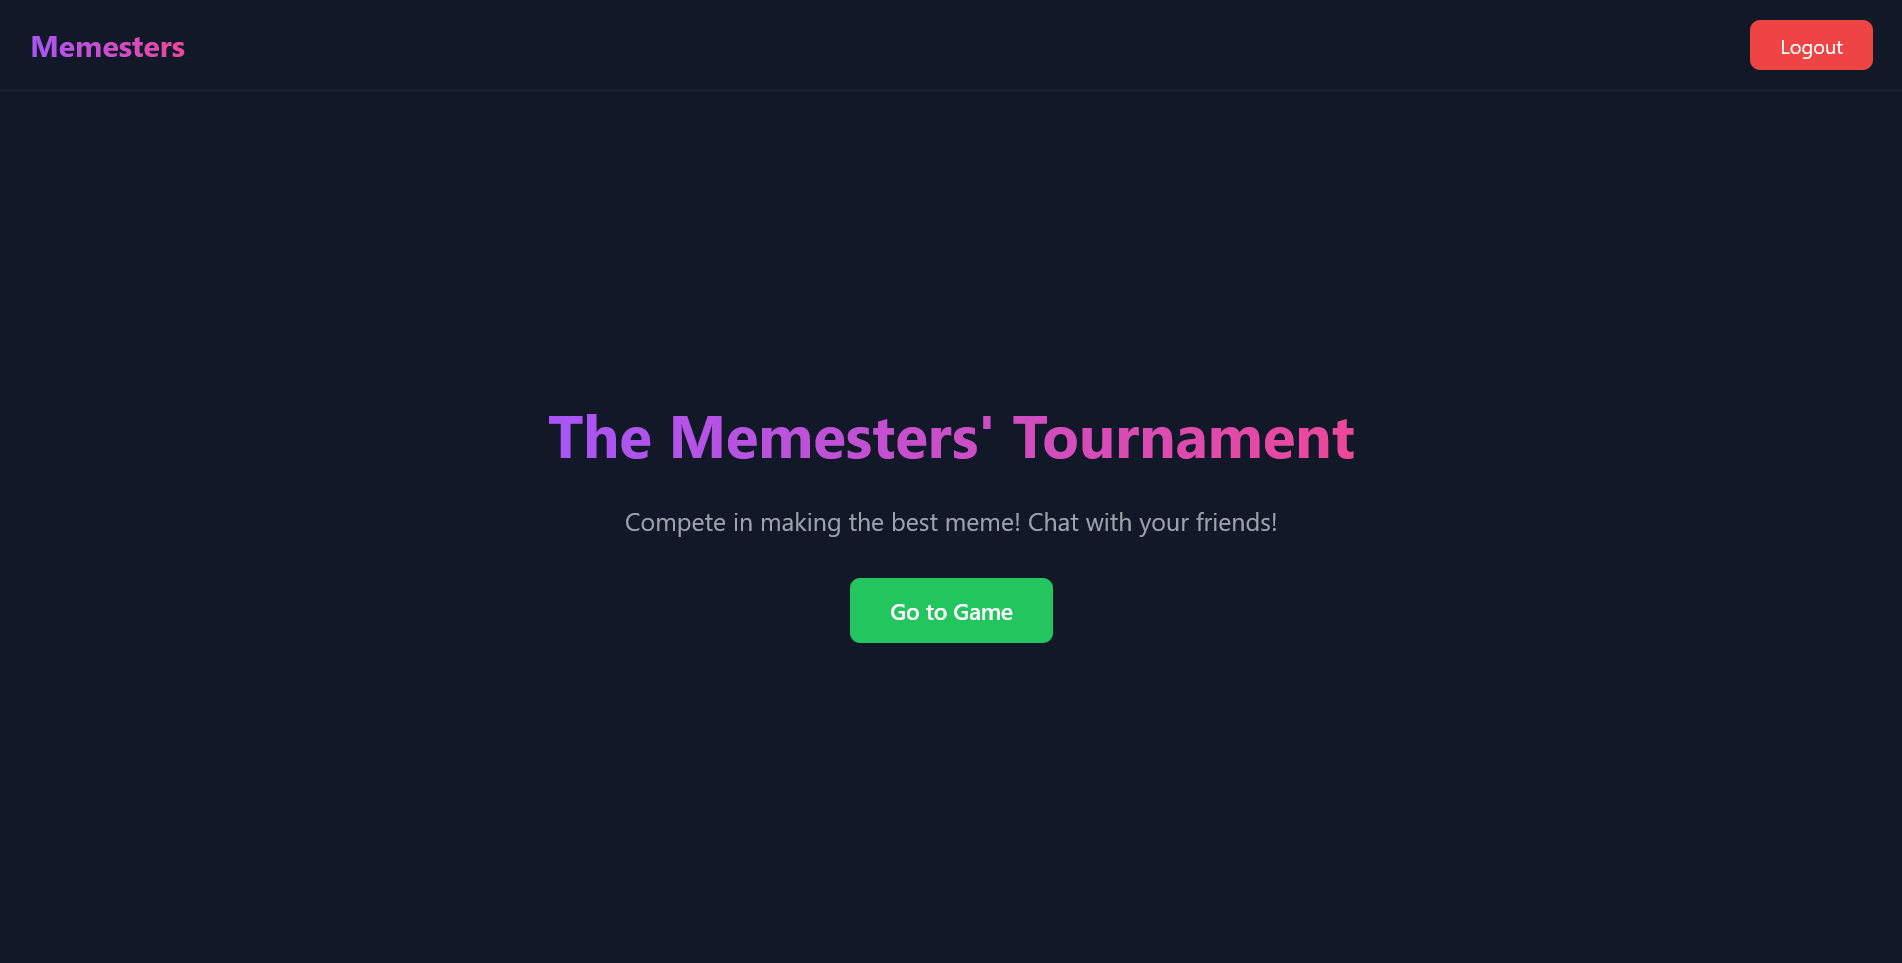 Memesters
Logout
The Memesters' Tournament
Compete in making the best meme! Chat with your friends!
Go to Game